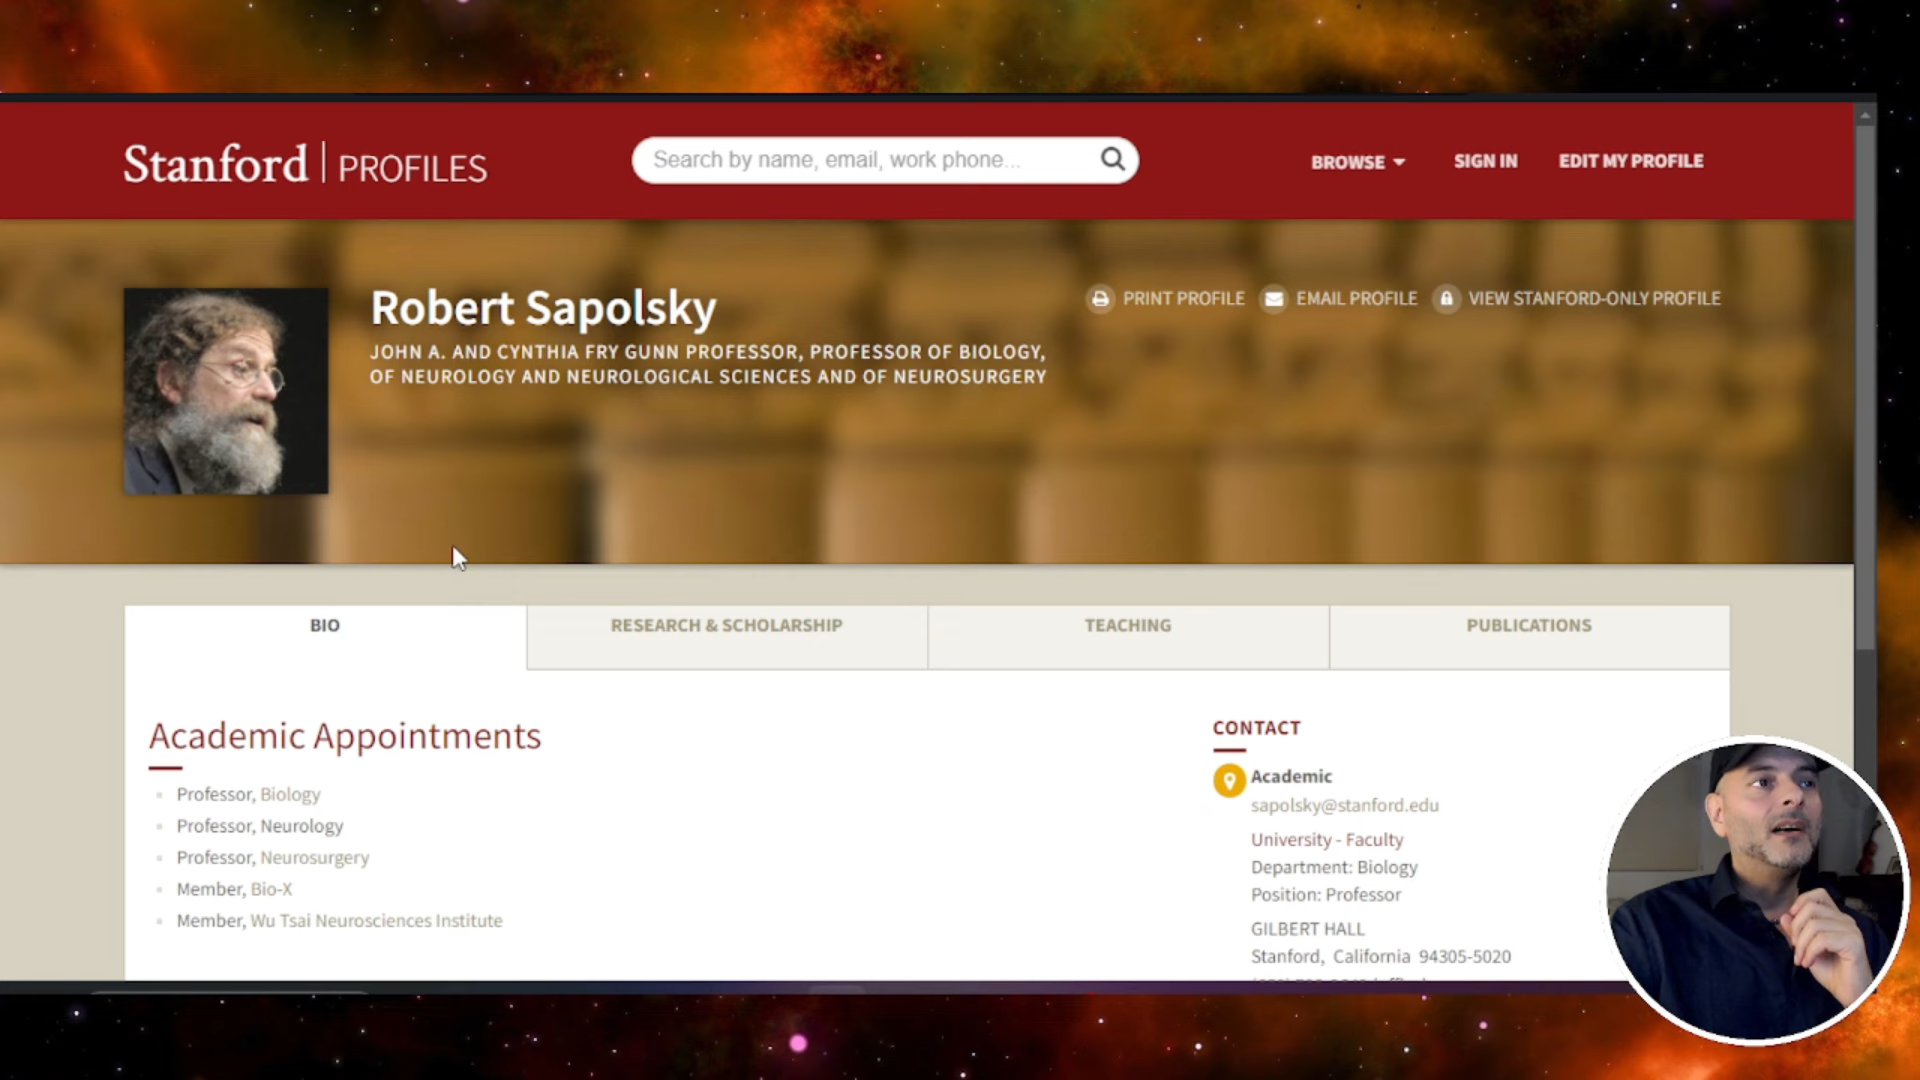 Stanford | PROFILES
Search by name, email, work phone...
BROWSE
SIGN IN
EDIT MY PROFILE
Robert Sapolsky
JOHN A. AND CYNTHIA FRY GUNN PROFESSOR, PROFESSOR OF BIOLOGY,
OF NEUROLOGY AND NEUROLOGICAL SCIENCES AND OF NEUROSURGERY
PRINT PROFILE
EMAIL PROFILE
VIEW STANFORD-ONLY PROFILE
BIO
RESEARCH & SCHOLARSHIP
TEACHING
PUBLICATIONS
Academic Appointments
Professor, Biology
Professor, Neurology
Professor, Neurosurgery
Member, Bio-X
Member, Wu Tsai Neurosciences Institute
CONTACT
Academic
sapolsky@stanford.edu
University - Faculty
Department: Biology
Position: Professor
GILBERT HALL
Stanford, California 94305-5020